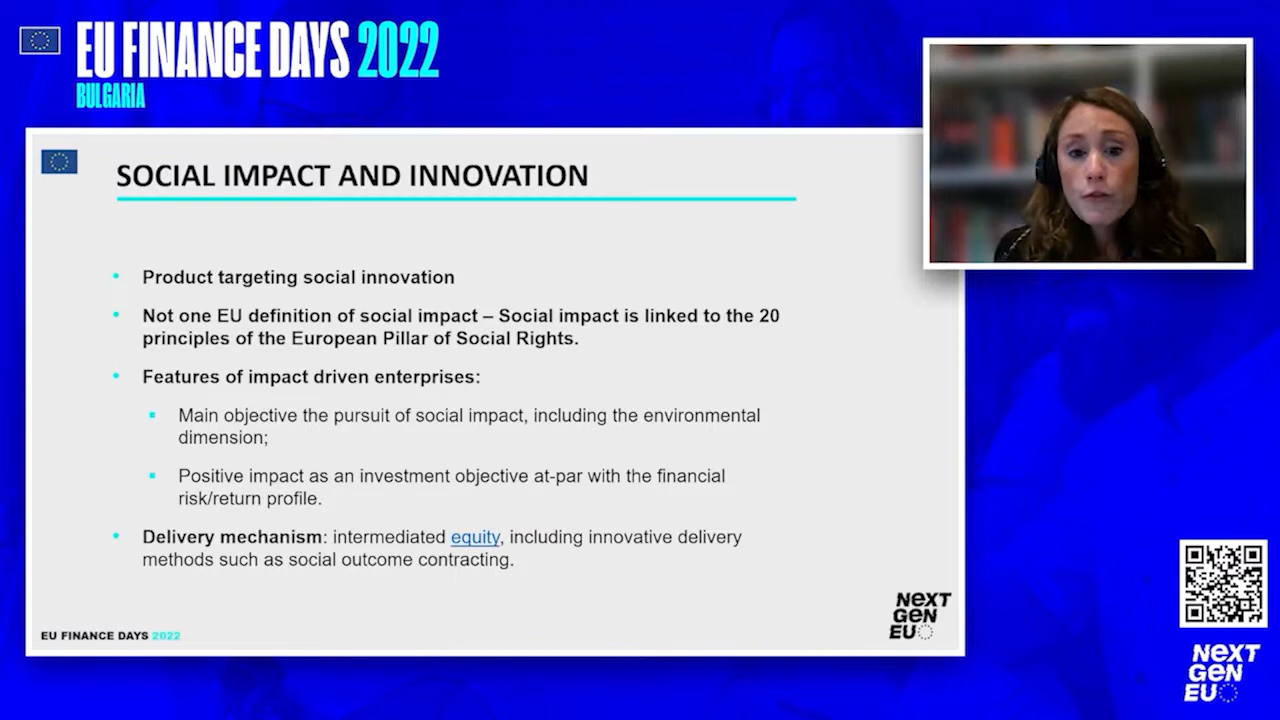 EU FINANCE DAYS 2022
BULGARIA
SOCIAL IMPACT AND INNOVATION
• Product targeting social innovation
• Not one EU definition of social impact – Social impact is linked to the 20
principles of the European Pillar of Social Rights.
• Features of impact driven enterprises:
▪ Main objective the pursuit of social impact, including the environmental
dimension;
▪ Positive impact as an investment objective at-par with the financial
risk/return profile.
• Delivery mechanism: intermediated equity, including innovative delivery
methods such as social outcome contracting.
NEXT
GEN
EU
EU FINANCE DAYS 2022
NEXT
GEN
EU